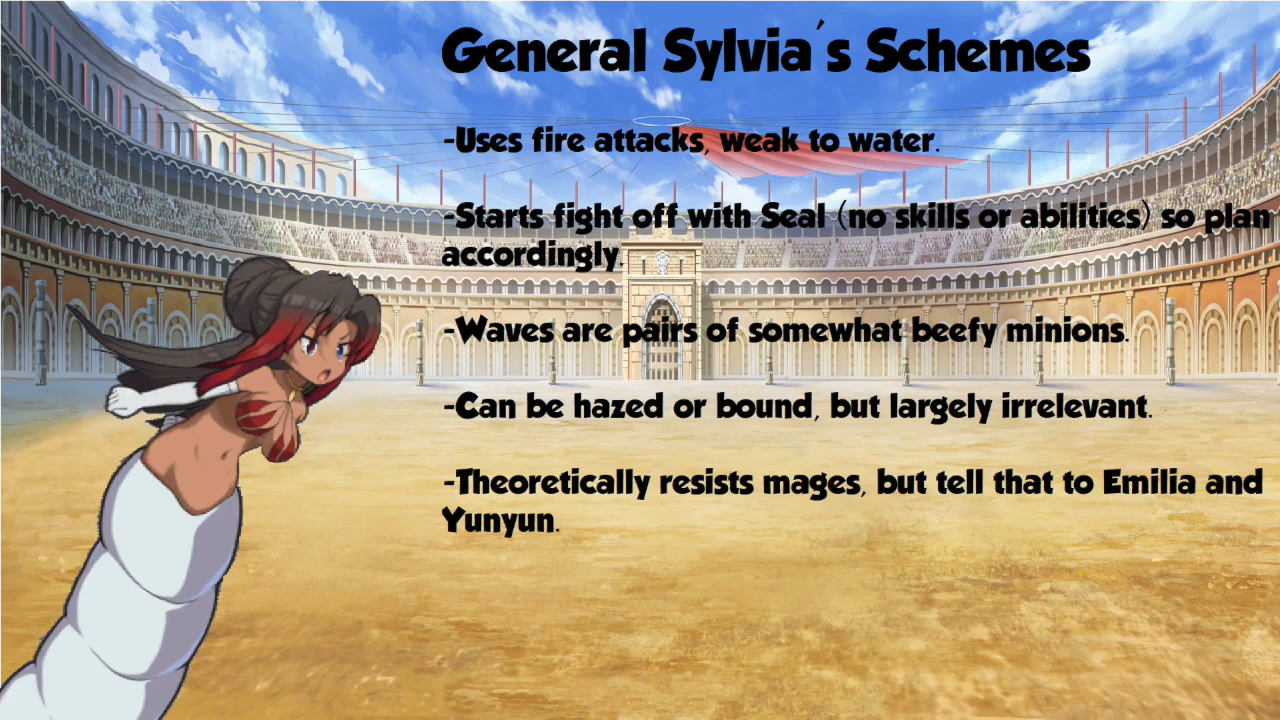 General Sylvia's Schemes
-Uses fire attacks, weak to water.
-Starts fight off with Seal (no skills or abilities) so plan
accordingly.
-Waves are pairs of somewhat beefy minions.
-Can be hazed or bound, but largely irrelevant.
-Theoretically resists mages, but tell that to Emilia and
Yunyun.